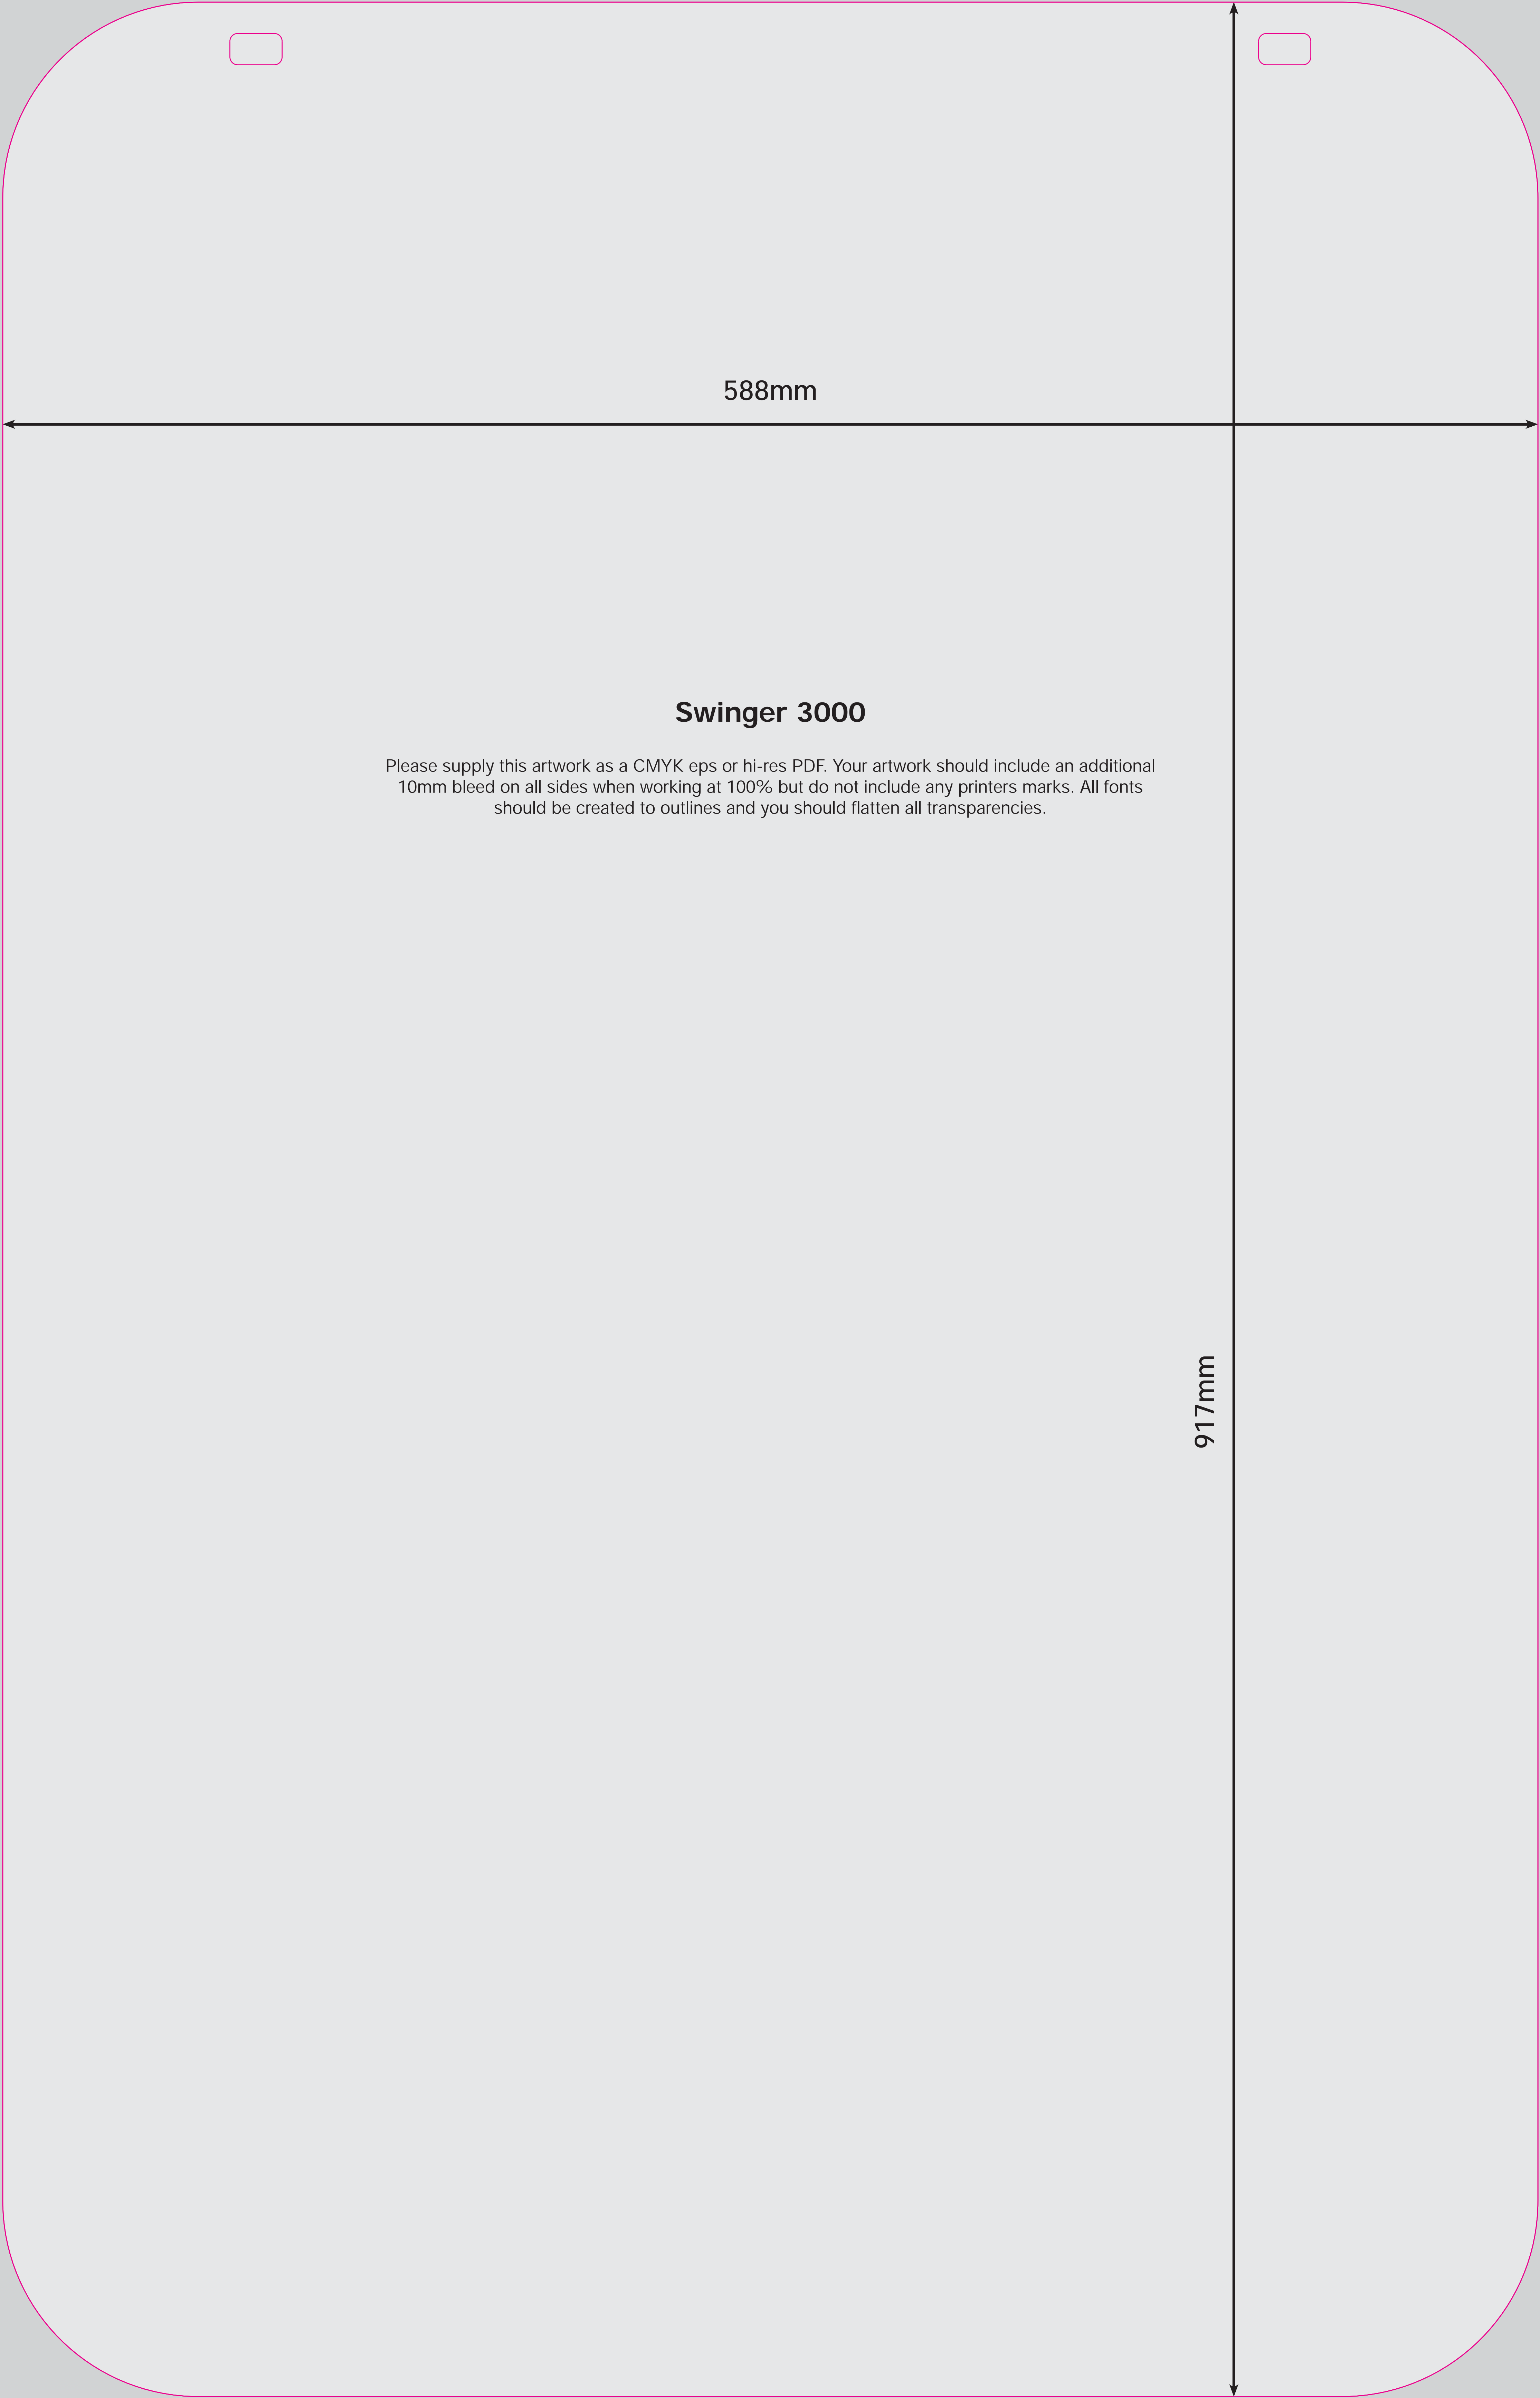 588mm
Swinger 3000
Please supply this artwork as a CMYK eps or hi-res PDF. Your artwork should include an additional
10mm bleed on all sides when working at 100% but do not include any printers marks. All fonts
should be created to outlines and you should flatten all transparencies.
917mm